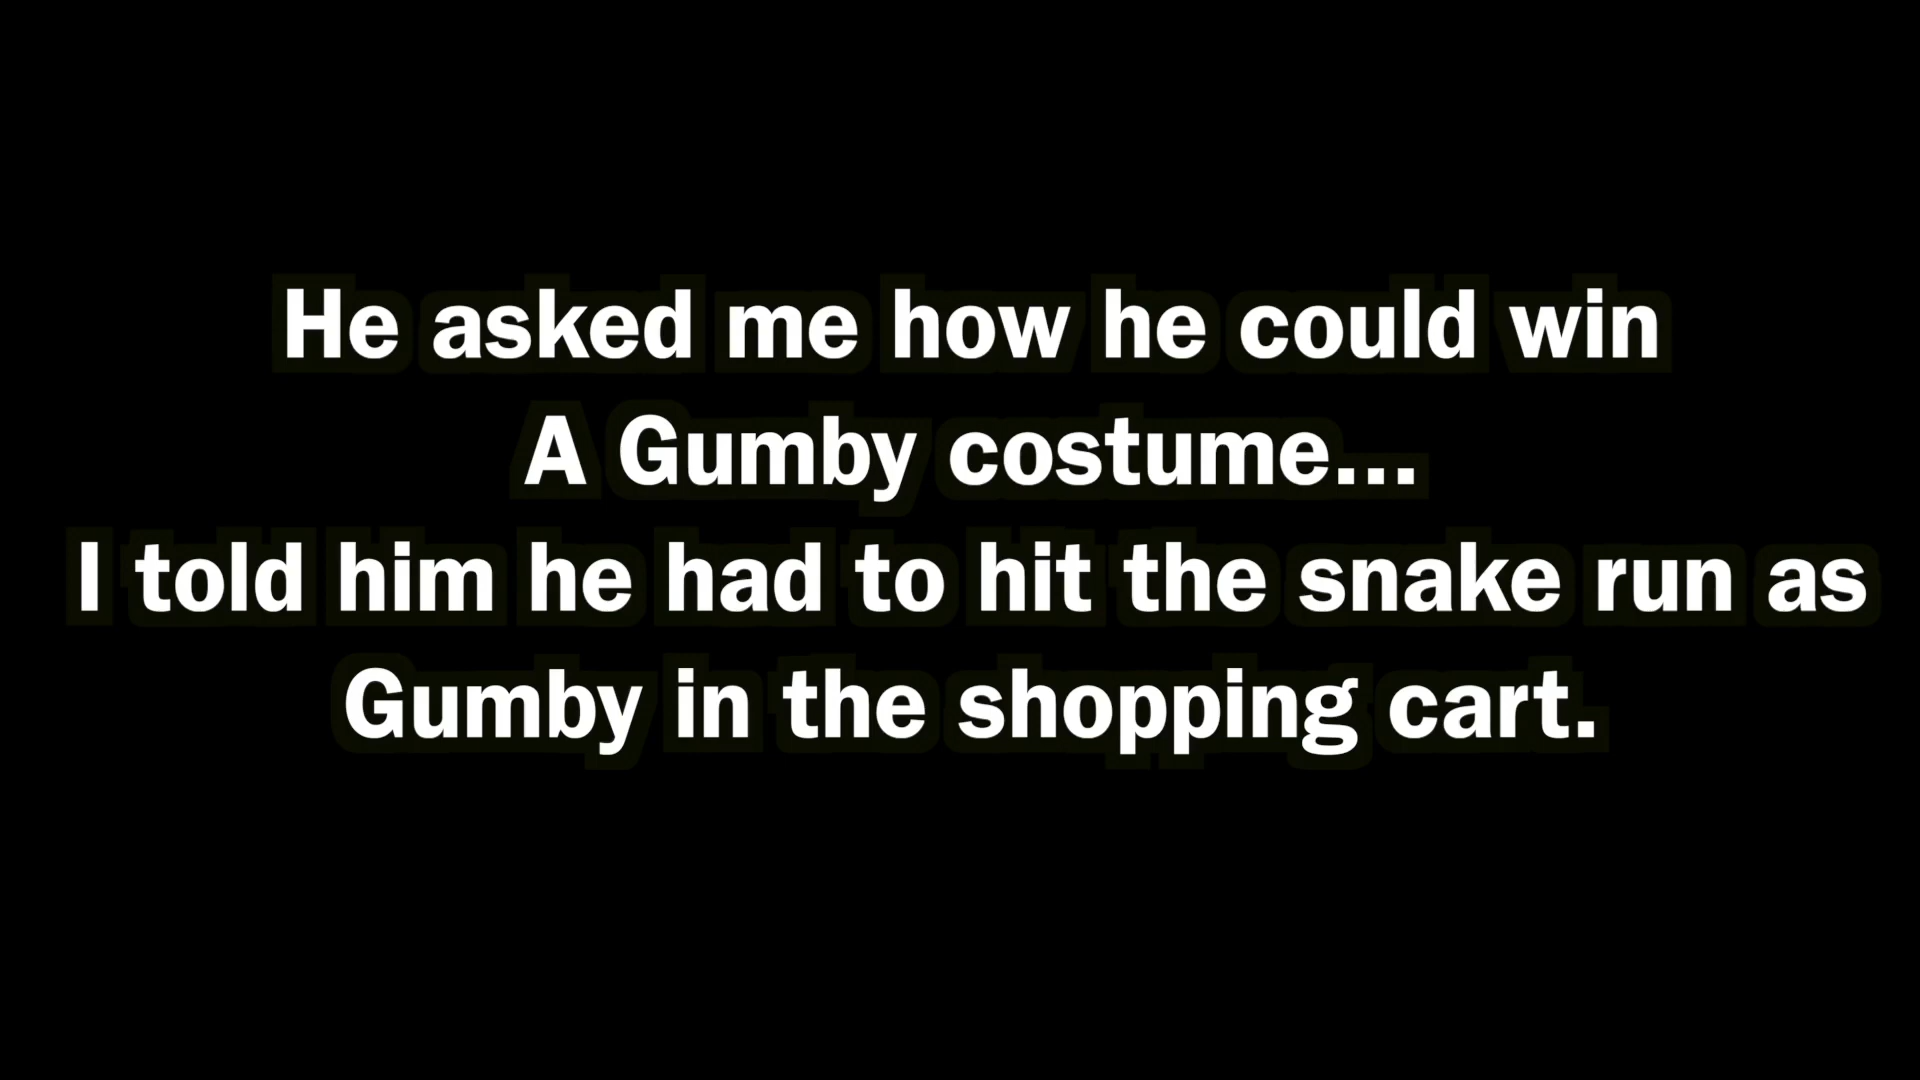 He asked me how he could win
A Gumby costume...
I told him he had to hit the snake run as
Gumby in the shopping cart.